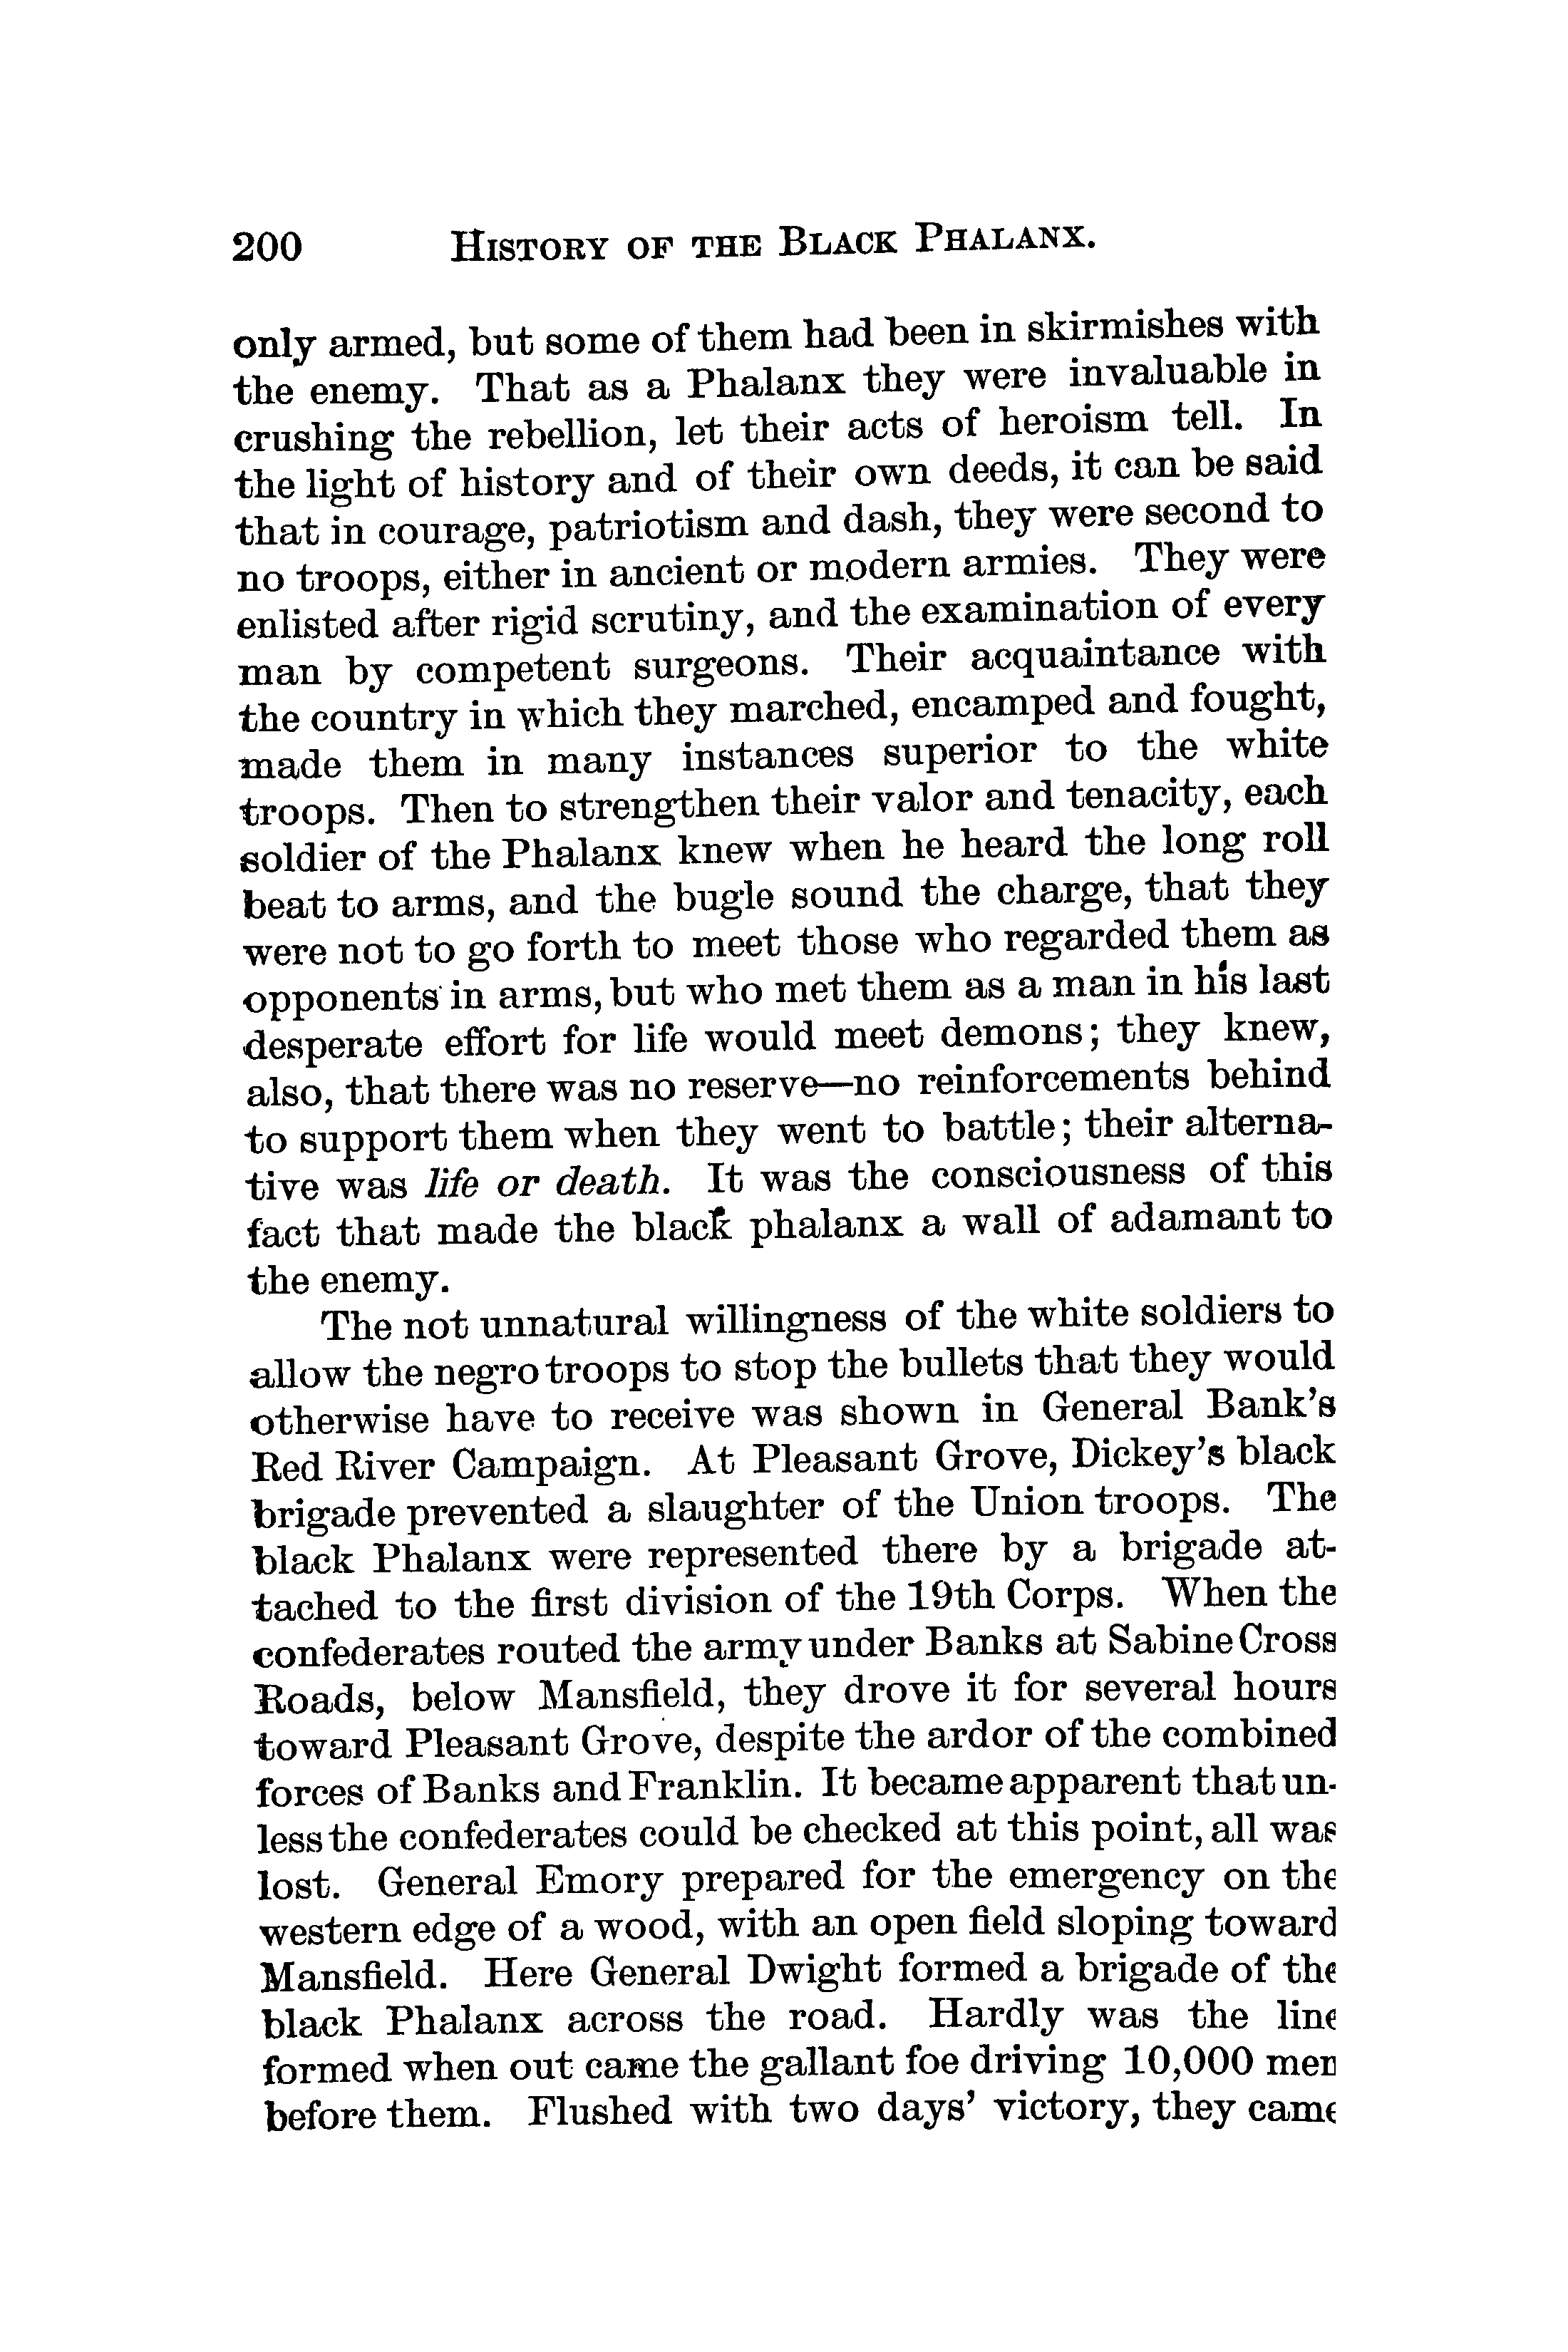 200 HISTORY OF THE BLACK PHALANX.
only armed, but some of them had been in skirmishes with
the enemy. That as a Phalanx they were invaluable in
crushing the rebellion, let their acts of heroism tell. In
the light of history and of their own deeds, it can be said
that in courage, patriotism and dash, they were second to
no troops, either in ancient or modern armies. They were
enlisted after rigid scrutiny, and the examination of every
man by competent surgeons. Their acquaintance with
the country in which they marched, encamped and fought,
made them in many instances superior to the white
troops. Then to strengthen their valor and tenacity, each
soldier of the Phalanx knew when he heard the long roll
beat to arms, and the bugle sound the charge, that they
were not to go forth to meet those who regarded them as
opponents in arms, but who met them as a man in his last
desperate effort for life would meet demons; they knew,
also, that there was no reserve—no reinforcements behind
to support them when they went to battle; their alterna-
tive was life or death. It was the consciousness of this
fact that made the black phalanx a wall of adamant to
the enemy.
The not unnatural willingness of the white soldiers to
allow the negro troops to stop the bullets that they would
otherwise have to receive was shown in General Bank's
Red River Campaign. At Pleasant Grove, Dickey's black
brigade prevented a slaughter of the Union troops. The
black Phalanx were represented there by a brigade at-
tached to the first division of the 19th Corps. When the
confederates routed the army under Banks at Sabine Cross
Roads, below Mansfield, they drove it for several hours
toward Pleasant Grove, despite the ardor of the combined
forces of Banks and Franklin. It became apparent that un-
less the confederates could be checked at this point, all was
lost. General Emory prepared for the emergency on the
western edge of a wood, with an open field sloping toward
Mansfield. Here General Dwight formed a brigade of the
black Phalanx across the road. Hardly was the line
formed when out came the gallant foe driving 10,000 men
before them. Flushed with two days' victory, they came